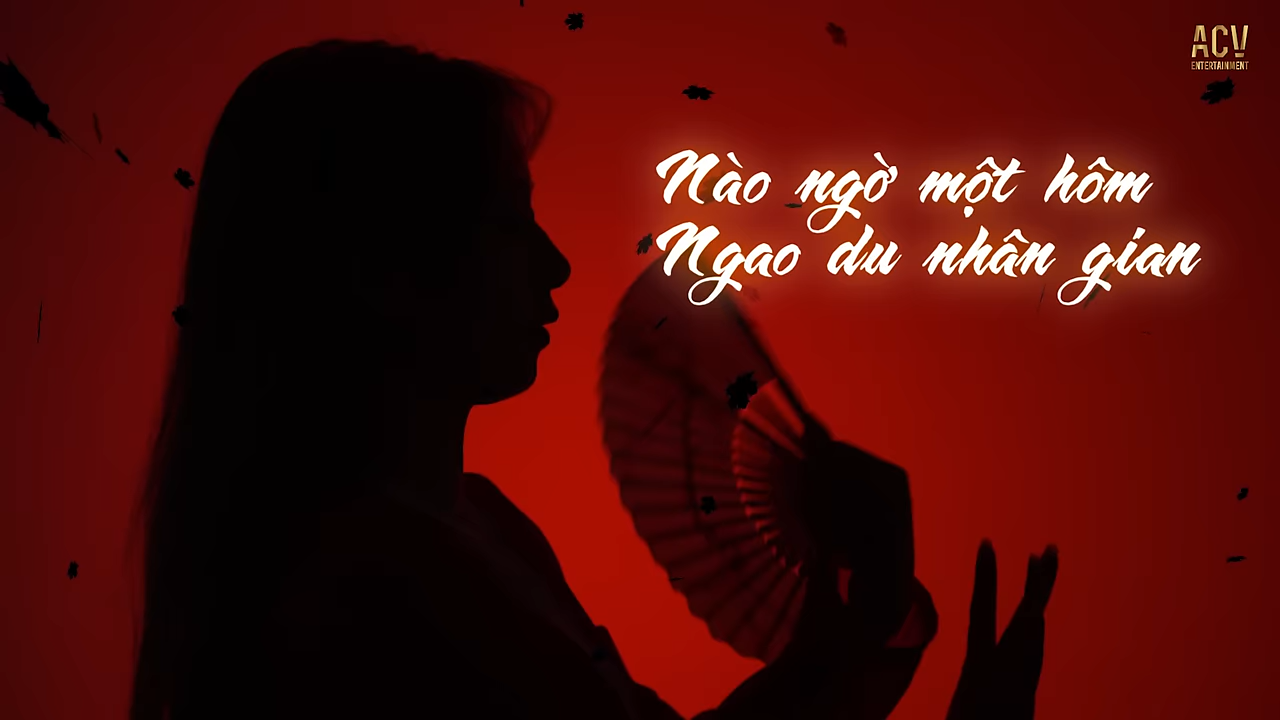 ACV
ENTERTAINMENT
Nào ngờ một hôm
Ngao du nhân gian